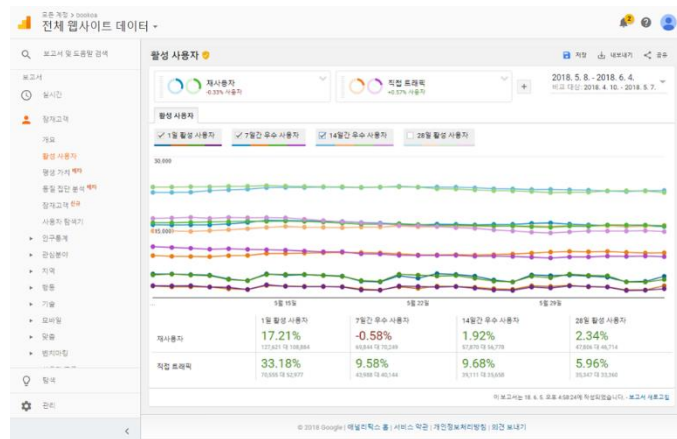 모든 계정 > bookoa
전체 웹사이트 데이터
보고서 및 도움말 검색
보고서
실시간
잠재고객
개요
활성 사용자
평생 가치 베타
동질 집단 분석 베타
잠재고객 신규
사용자 탐색기
인구통계
관심분야
지역
행동
기술
모바일
맞춤
벤치마킹
탐색
관리
활성 사용자
저장 내보내기 공유
재사용자
-0.33% 사용자
직접 트래픽
+0.57% 사용자
2018. 5. 8. - 2018. 6. 4.
비교 대상: 2018. 4. 10. - 2018. 5. 7.
활성 사용자
1일 활성 사용자 7일간 우수 사용자 14일간 우수 사용자 28일 활성 사용자
30,000
15,000
5월 15일 5월 22일 5월 29일
1일 활성 사용자 7일간 우수 사용자 14일간 우수 사용자 28일 활성 사용자
재사용자 17.21% -0.58% 1.92% 2.34%
직접 트래픽 33.18% 9.58% 9.68% 5.96%
© 2018 Google | 애널리틱스 홈 | 서비스 약관 | 개인정보처리방침 | 의견 보내기